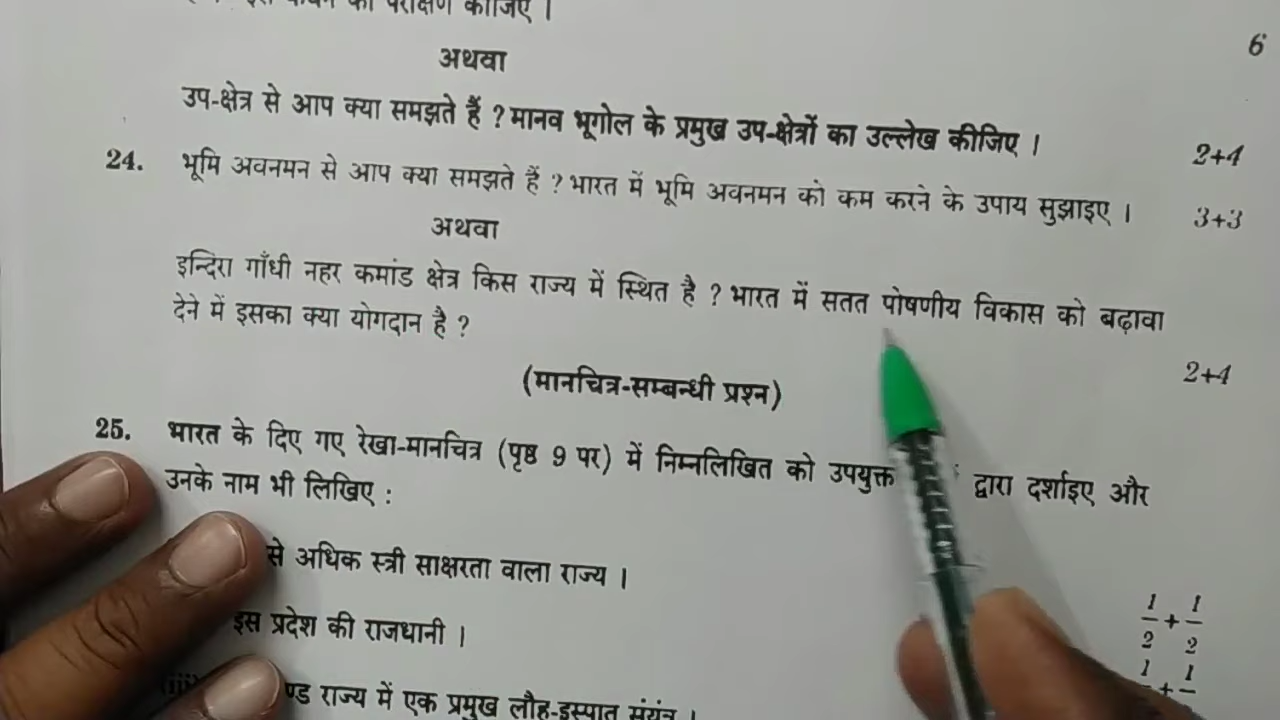 कीजिए ।
6
अथवा
उप-क्षेत्र से आप क्या समझते हैं ? मानव भूगोल के प्रमुख उप-क्षेत्रों का उल्लेख कीजिए ।
2+4
24. भूमि अवनमन से आप क्या समझते हैं ? भारत में भूमि अवनमन को कम करने के उपाय सुझाइए ।
3+3
अथवा
इन्दिरा गाँधी नहर कमांड क्षेत्र किस राज्य में स्थित है ? भारत में सतत पोषणीय विकास को बढ़ावा
देने में इसका क्या योगदान है ?
2+4
(मानचित्र-सम्बन्धी प्रश्न)
25. भारत के दिए गए रेखा-मानचित्र (पृष्ठ 9 पर) में निम्नलिखित को उपयुक्त द्वारा दर्शाइए और
उनके नाम भी लिखिए :
से अधिक स्त्री साक्षरता वाला राज्य ।
1/2 + 1/2
इस प्रदेश की राजधानी ।
(iii) राज्य में एक प्रमुख लौह-इस्पात संयंत्र ।